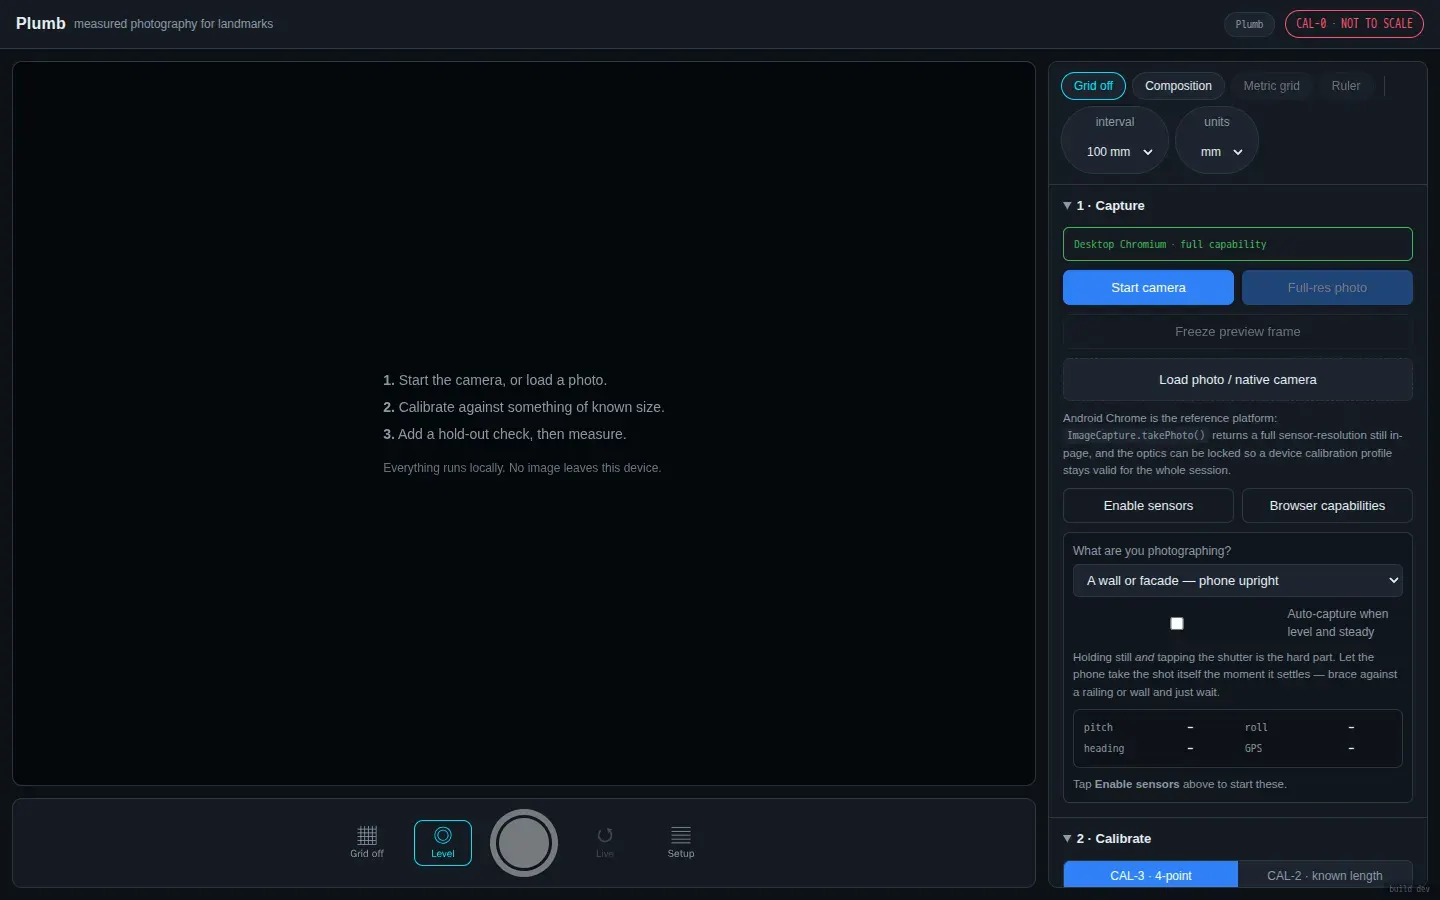 Plumb measured photography for landmarks
Plumb
CAL-0 · NOT TO SCALE
Grid off
Composition
Metric grid
Ruler
interval
100 mm
units
mm
1 · Capture
Desktop Chromium · full capability
Start camera
Full-res photo
Freeze preview frame
Load photo / native camera
Android Chrome is the reference platform:
ImageCapture.takePhoto() returns a full sensor-resolution still in-
page, and the optics can be locked so a device calibration profile
stays valid for the whole session.
Enable sensors
Browser capabilities
What are you photographing?
A wall or facade — phone upright
Auto-capture when
level and steady
Holding still and tapping the shutter is the hard part. Let the
phone take the shot itself the moment it settles — brace against
a railing or wall and just wait.
pitch – roll –
heading – GPS –
Tap Enable sensors above to start these.
2 · Calibrate
CAL-3 · 4-point
CAL-2 · known length
1. Start the camera, or load a photo.
2. Calibrate against something of known size.
3. Add a hold-out check, then measure.
Everything runs locally. No image leaves this device.
Grid off
Level
Live
Setup
build dev